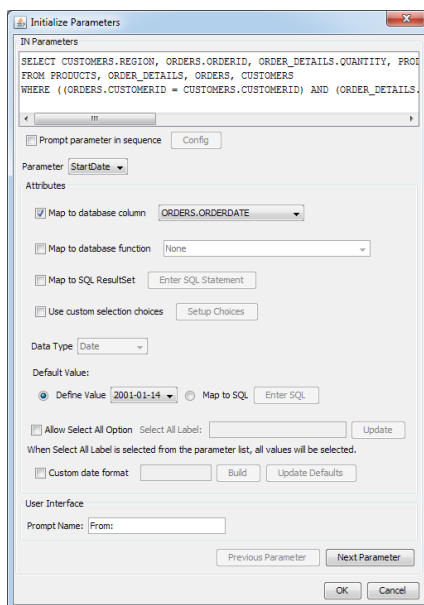 Initialize Parameters
IN Parameters
SELECT CUSTOMERS.REGION, ORDERS.ORDERID, ORDER_DETAILS.QUANTITY, PROD
FROM PRODUCTS, ORDER_DETAILS, ORDERS, CUSTOMERS
WHERE ((ORDERS.CUSTOMERID = CUSTOMERS.CUSTOMERID) AND (ORDER_DETAILS.
Prompt parameter in sequence Config
Parameter StartDate
Attributes
Map to database column ORDERS.ORDERDATE
Map to database function None
Map to SQL ResultSet Enter SQL Statement
Use custom selection choices Setup Choices
Data Type Date
Default Value:
Define Value 2001-01-14 Map to SQL Enter SQL
Allow Select All Option Select All Label: Update
When Select All Label is selected from the parameter list, all values will be selected.
Custom date format Build Update Defaults
User Interface
Prompt Name: From:
Previous Parameter Next Parameter
OK Cancel